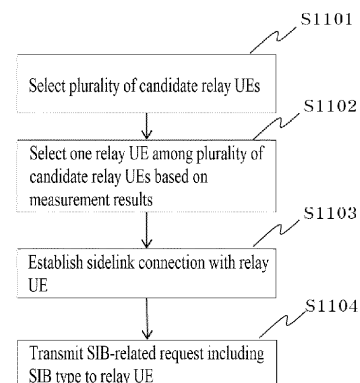 S1101
Select plurality of candidate relay UEs
S1102
Select one relay UE among plurality of
candidate relay UEs based on
measurement results
S1103
Establish sidelink connection with relay
UE
S1104
Transmit SIB-related request including
SIB type to relay UE